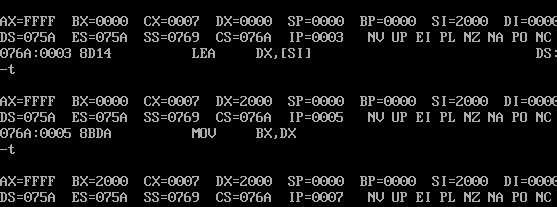 AX=FFFF BX=0000 CX=0007 DX=0000 SP=0000 BP=0000 SI=2000 DI=0000
DS=075A ES=075A SS=0769 CS=076A IP=0003 NV UP EI PL NZ NA PO NC
076A:0003 8D14 LEA DX,[SI] DS:
-t
AX=FFFF BX=0000 CX=0007 DX=2000 SP=0000 BP=0000 SI=2000 DI=0000
DS=075A ES=075A SS=0769 CS=076A IP=0005 NV UP EI PL NZ NA PO NC
076A:0005 8BDA MOV BX,DX
-t
AX=FFFF BX=2000 CX=0007 DX=2000 SP=0000 BP=0000 SI=2000 DI=0000
DS=075A ES=075A SS=0769 CS=076A IP=0007 NV UP EI PL NZ NA PO NC